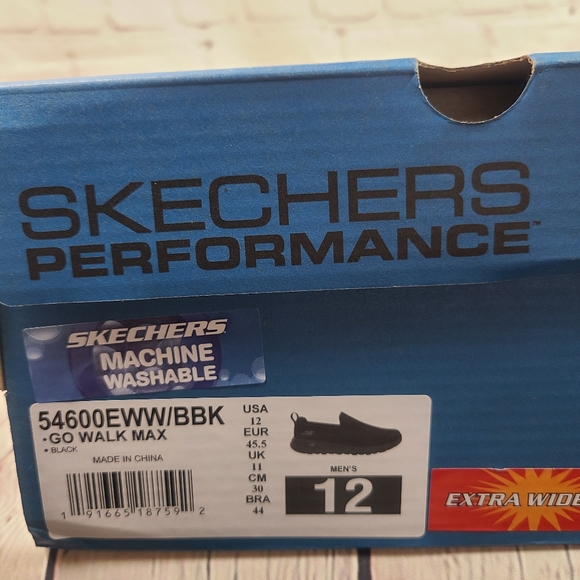 SKECHERS
PERFORMANCE™
SKECHERS
MACHINE
WASHABLE
54600EWW/BBK
• GO WALK MAX
• BLACK
MADE IN CHINA
1 91665 18759 2
USA
12
EUR
45.5
UK
11
CM
30
BRA
44
MEN'S
12
EXTRA WIDE